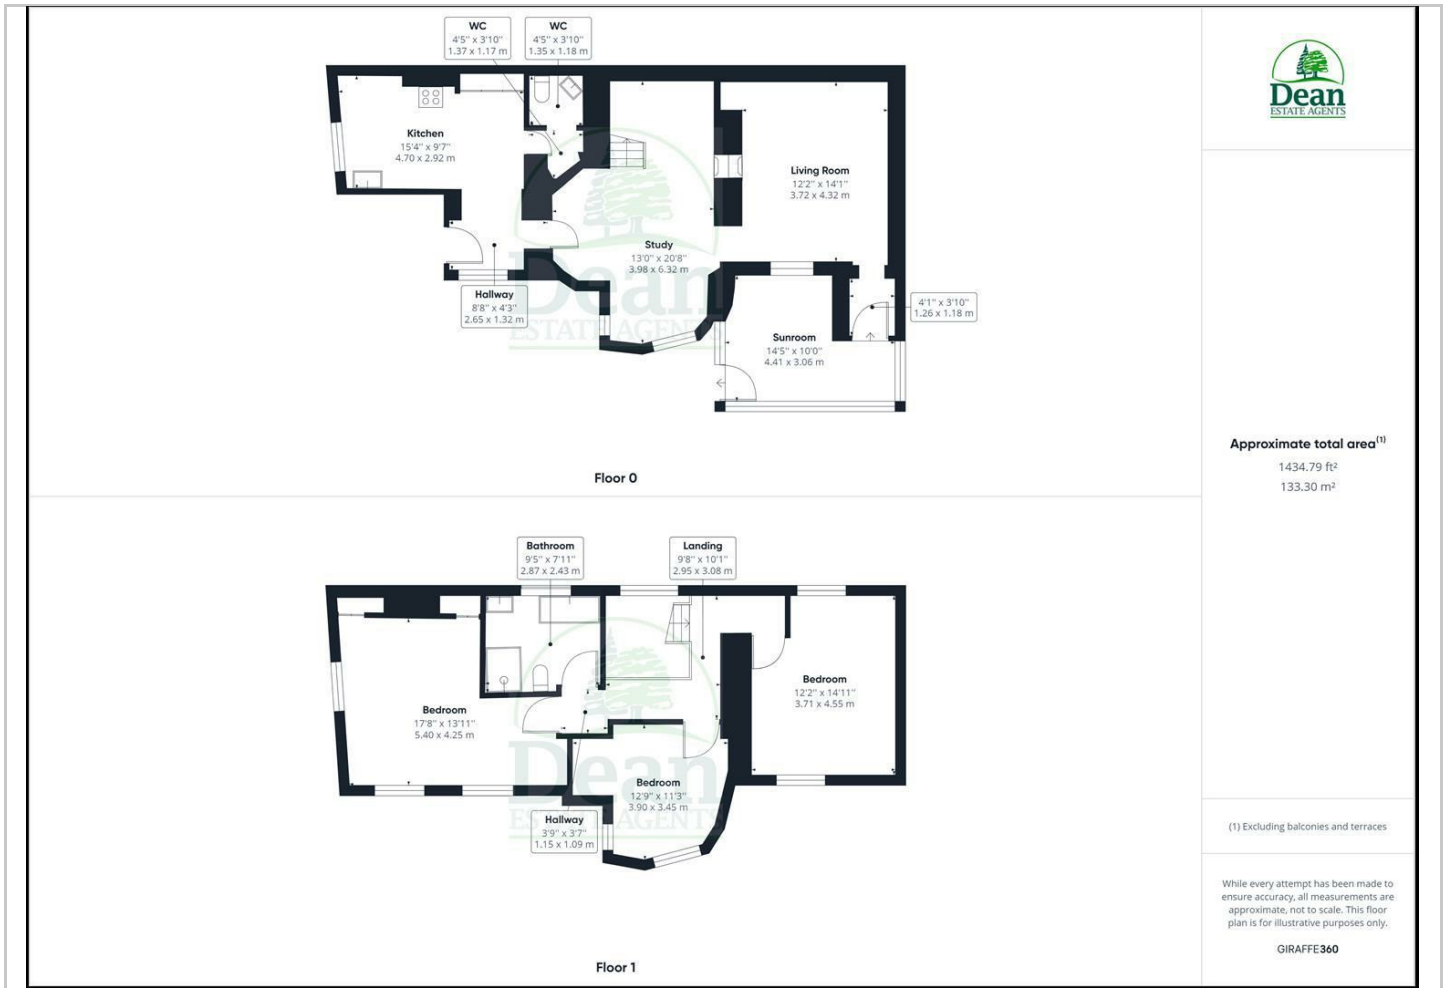 WC
4'5" x 3'10"
1.37 x 1.17 m
WC
4'5" x 3'10"
1.35 x 1.18 m
Kitchen
15'4" x 9'7"
4.70 x 2.92 m
Living Room
12'2" x 14'1"
3.72 x 4.32 m
Study
13'0" x 20'8"
3.98 x 6.32 m
Hallway
8'8" x 4'3"
2.65 x 1.32 m
4'1" x 3'10"
1.26 x 1.18 m
Sunroom
14'5" x 10'0"
4.41 x 3.06 m
Dean
ESTATE AGENTS
Floor 0
Bathroom
9'5" x 7'11"
2.87 x 2.43 m
Landing
9'8" x 10'1"
2.95 x 3.08 m
Bedroom
17'8" x 13'11"
5.40 x 4.25 m
Bedroom
12'2" x 14'11"
3.71 x 4.55 m
Bedroom
12'9" x 11'3"
3.90 x 3.45 m
Hallway
3'9" x 3'7"
1.15 x 1.09 m
Dean
ESTATE AGENTS
Floor 1
Dean
ESTATE AGENTS
Approximate total area(1)
1434.79 ft²
133.30 m²
(1) Excluding balconies and terraces
While every attempt has been made to
ensure accuracy, all measurements are
approximate, not to scale. This floor
plan is for illustrative purposes only.
GIRAFFE360